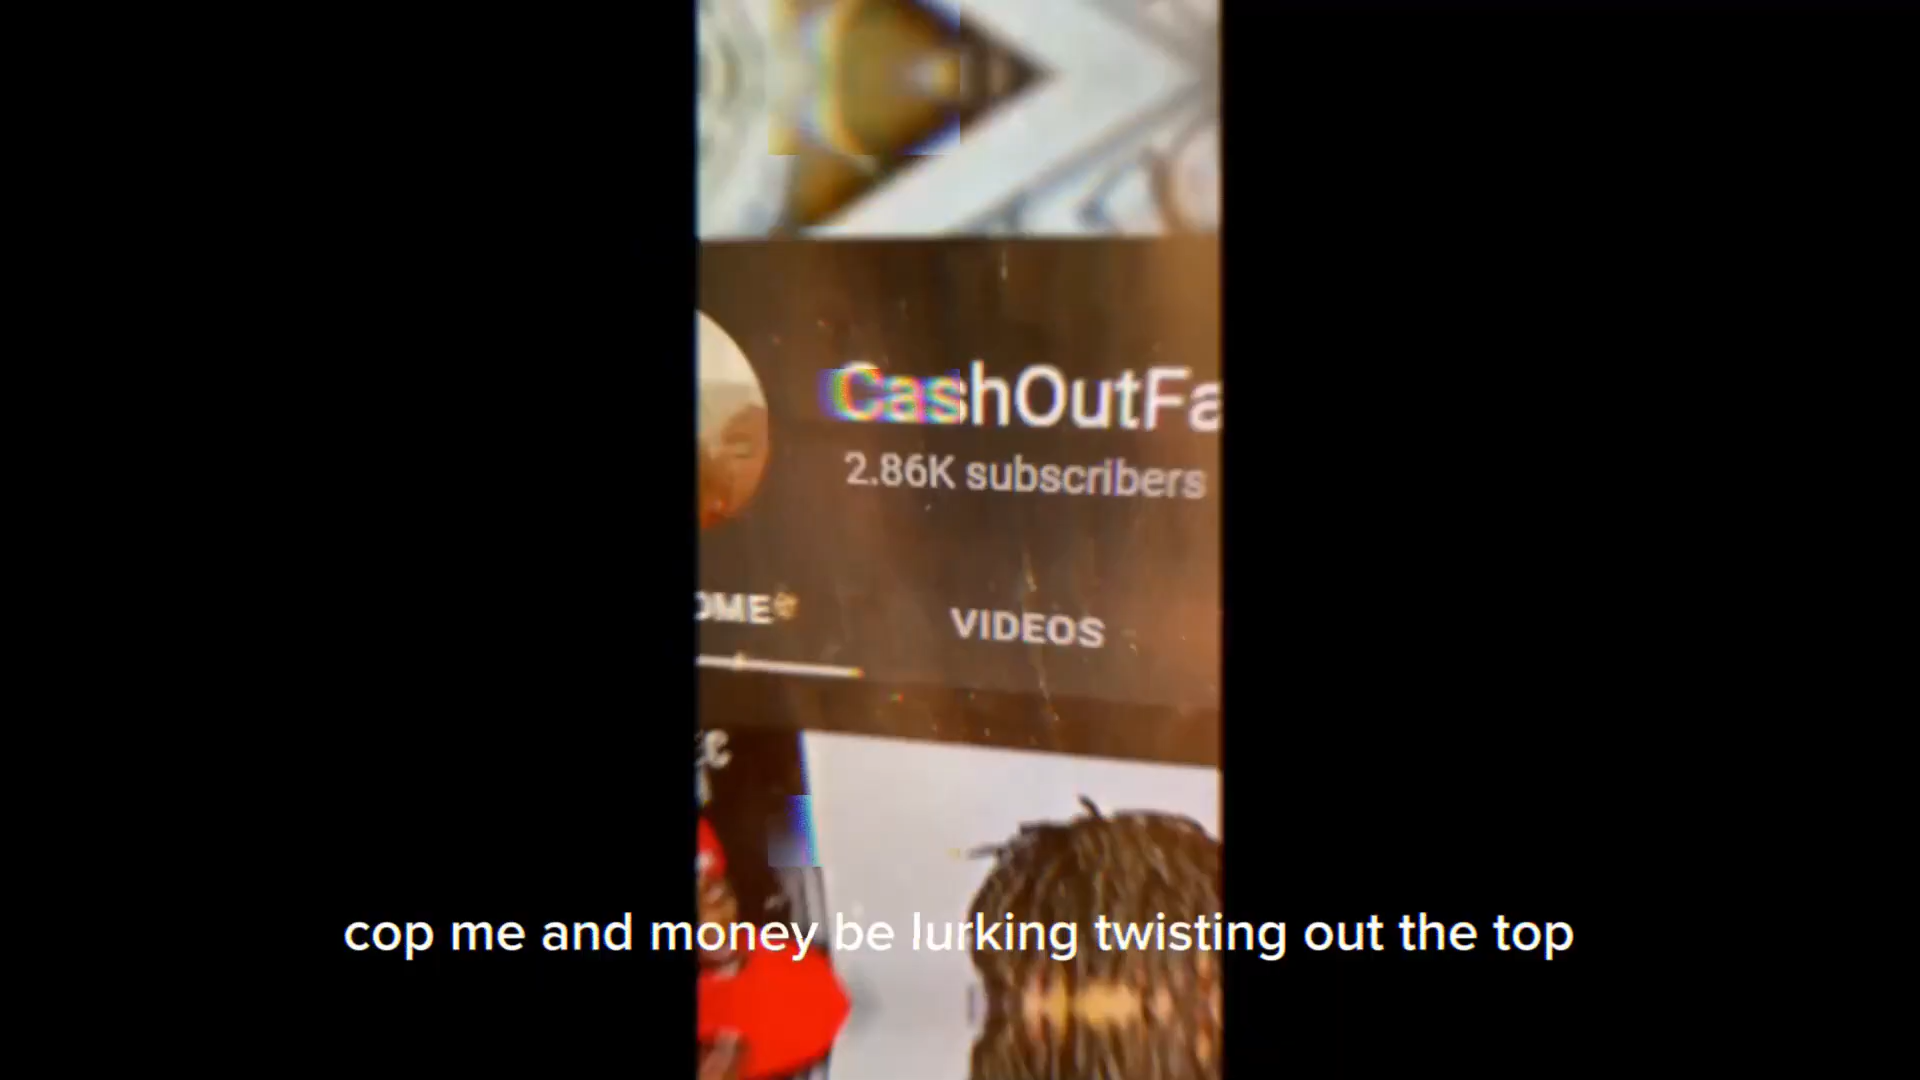 CashOutFa
2.86K subscribers
OME
VIDEOS
cop me and money be lurking twisting out the top